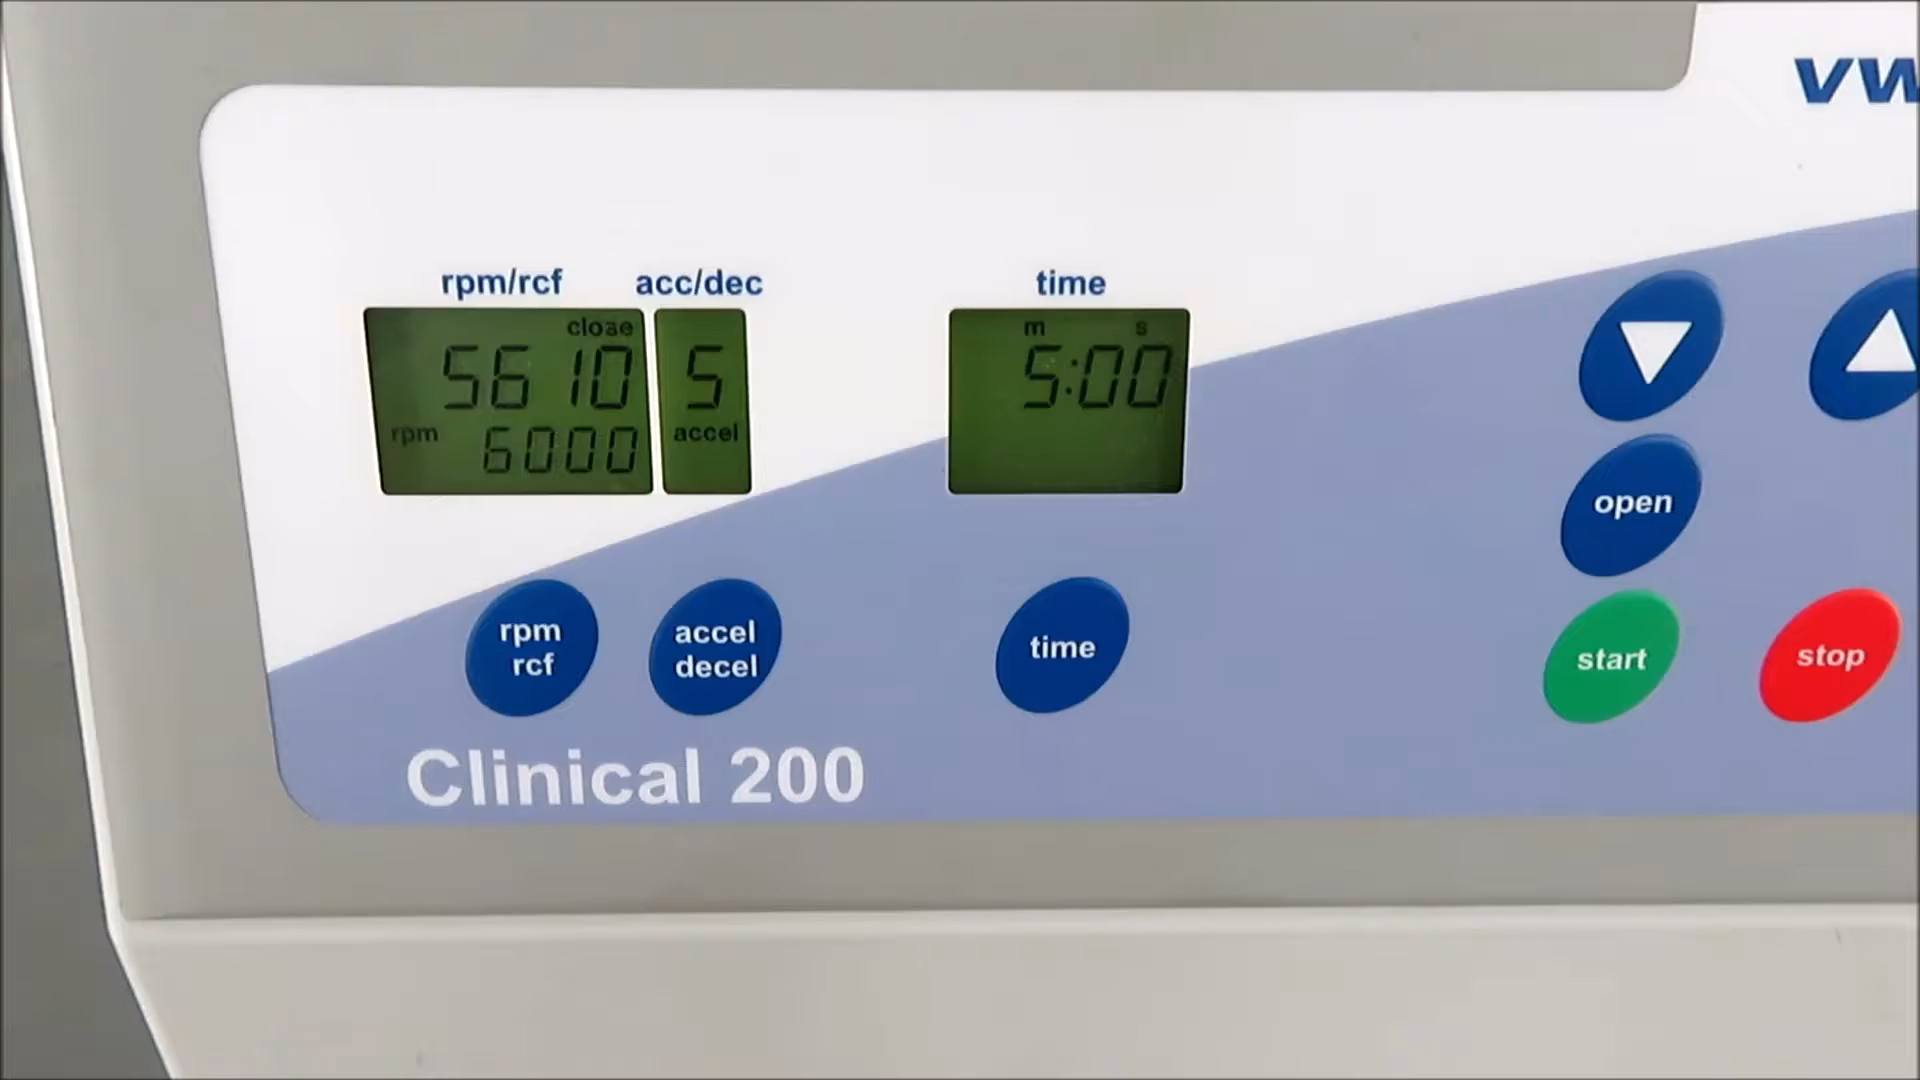 vw
rpm/rcf acc/dec time
close m s
5610 5 5:00
rpm 6000 accel
open
rpm accel time
rcf decel
start stop
Clinical 200